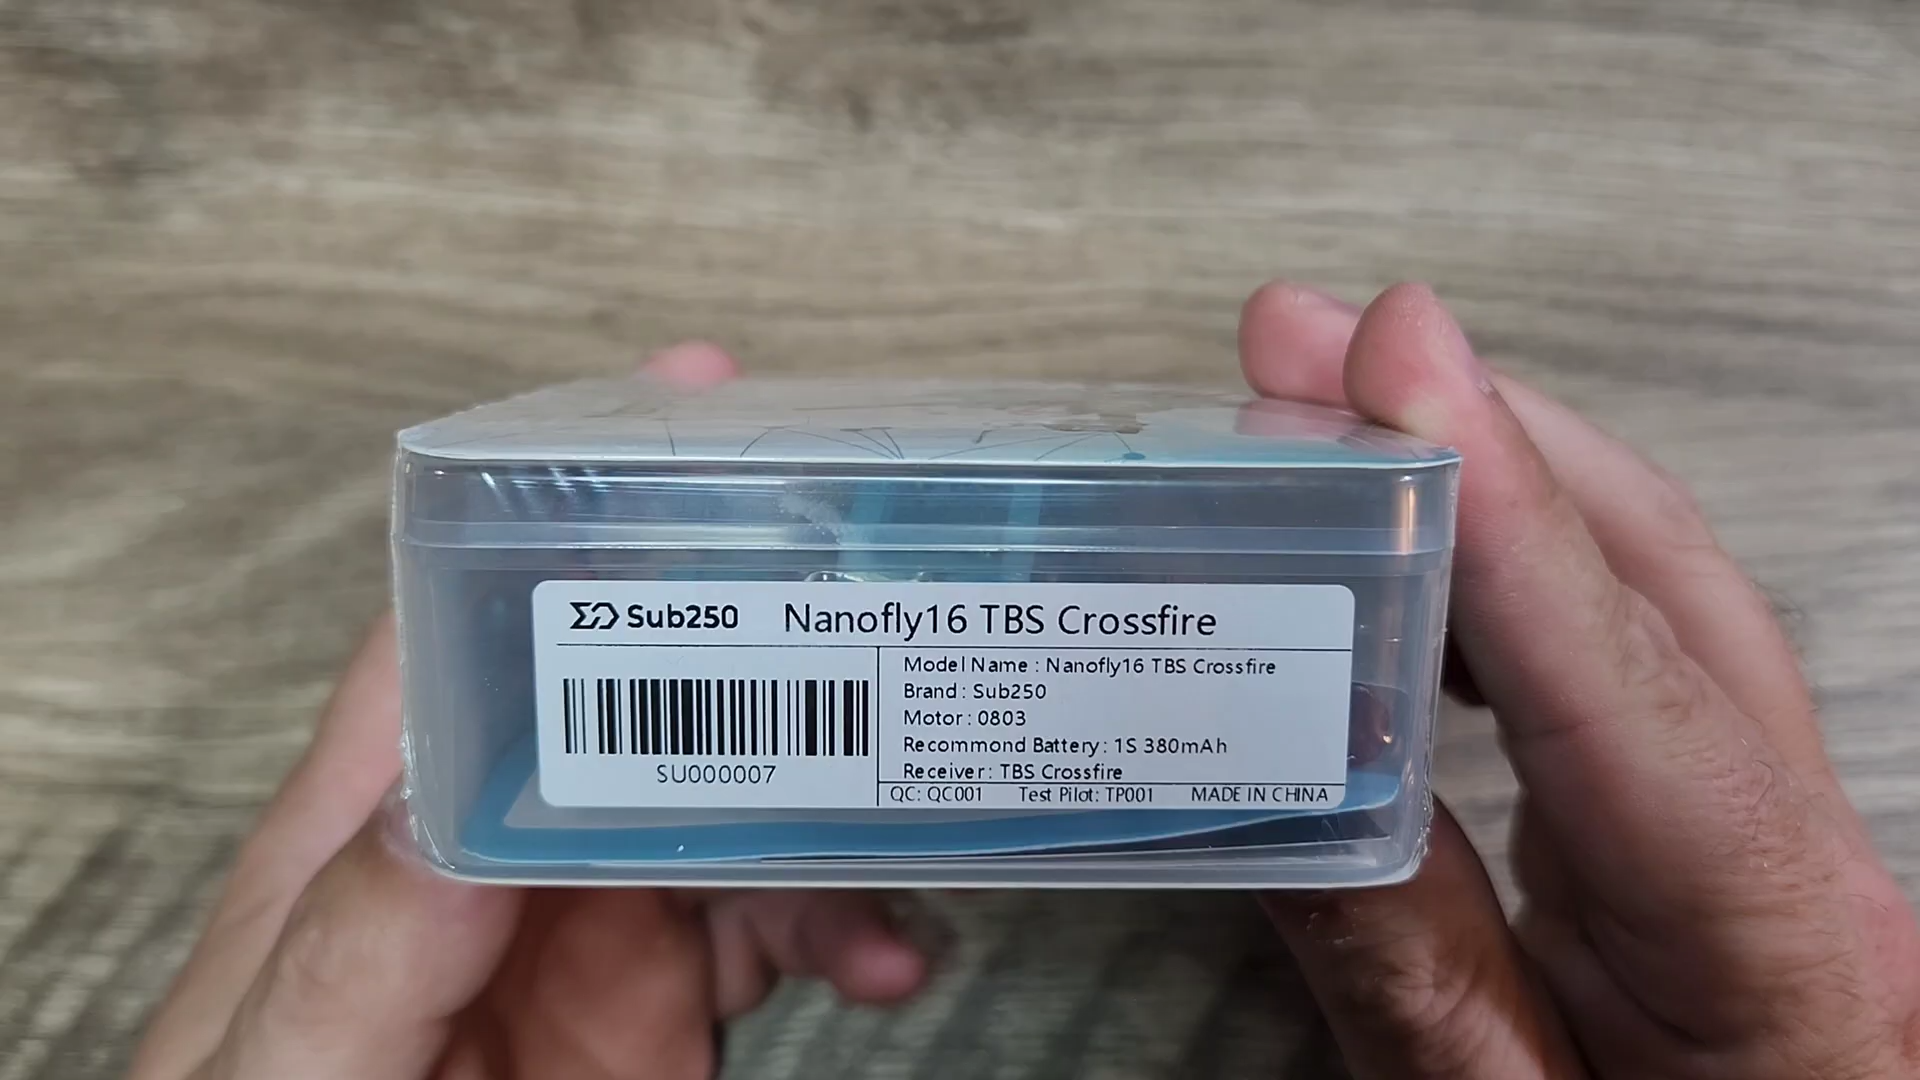 Sub250 Nanofly16 TBS Crossfire
SU000007
Model Name : Nanofly16 TBS Crossfire
Brand : Sub250
Motor : 0803
Recommond Battery : 1S 380mAh
Receiver : TBS Crossfire
QC: QC001 Test Pilot: TP001 MADE IN CHINA